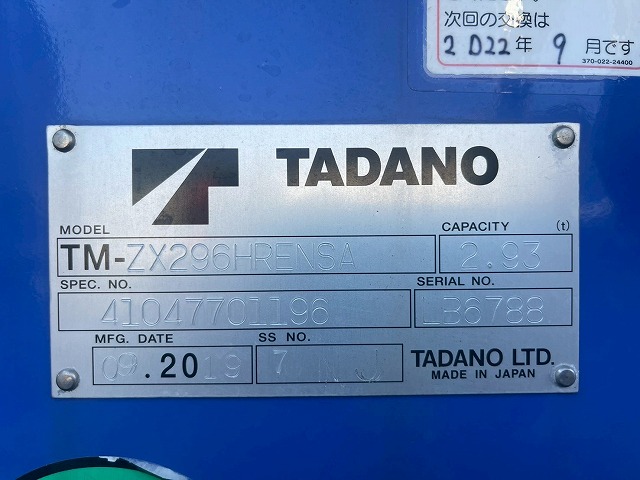 次回の交換は
2022年 9月です
370-022-24400
TADANO
MODEL
TM-ZX296HRENSA
CAPACITY (t)
2.93
SPEC. NO.
41047701196
SERIAL NO.
LB6788
MFG. DATE
09.2019
SS NO.
7 NJ
TADANO LTD.
MADE IN JAPAN